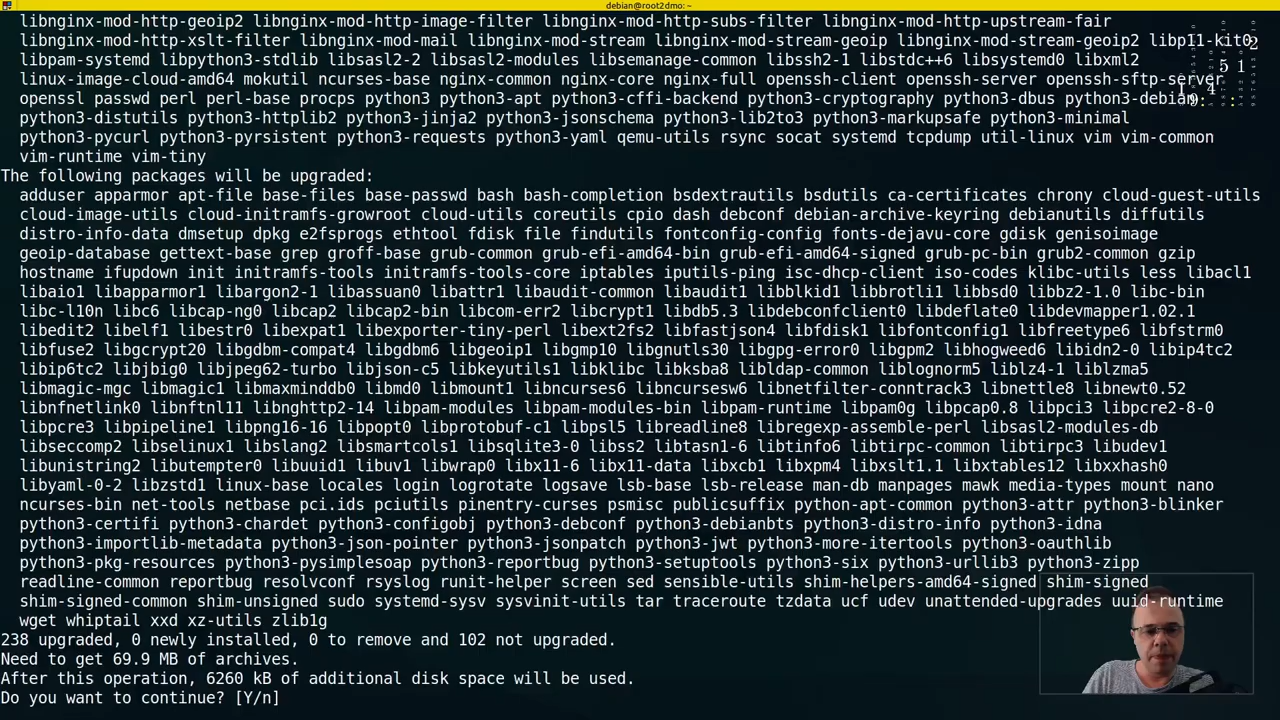 debian@root2dmo: ~
libnginx-mod-http-geoip2 libnginx-mod-http-image-filter libnginx-mod-http-subs-filter libnginx-mod-http-upstream-fair
libnginx-mod-http-xslt-filter libnginx-mod-mail libnginx-mod-stream libnginx-mod-stream-geoip libnginx-mod-stream-geoip2 libp11-kit0
libpam-systemd libpython3-stdlib libsasl2-2 libsasl2-modules libsemanage-common libssh2-1 libstdc++6 libsystemd0 libxml2
linux-image-cloud-amd64 mokutil ncurses-base nginx-common nginx-core nginx-full openssh-client openssh-server openssh-sftp-server
openssl passwd perl perl-base procps python3 python3-apt python3-cffi-backend python3-cryptography python3-dbus python3-debian
python3-distutils python3-httplib2 python3-jinja2 python3-jsonschema python3-lib2to3 python3-markupsafe python3-minimal
python3-pycurl python3-pyrsistent python3-requests python3-yaml qemu-utils rsync socat systemd tcpdump util-linux vim vim-common
vim-runtime vim-tiny
The following packages will be upgraded:
adduser apparmor apt-file base-files base-passwd bash bash-completion bsdextrautils bsdutils ca-certificates chrony cloud-guest-utils
cloud-image-utils cloud-initramfs-growroot cloud-utils coreutils cpio dash debconf debian-archive-keyring debianutils diffutils
distro-info-data dmsetup dpkg e2fsprogs ethtool fdisk file findutils fontconfig-config fonts-dejavu-core gdisk genisoimage
geoip-database gettext-base grep groff-base grub-common grub-efi-amd64-bin grub-efi-amd64-signed grub-pc-bin grub2-common gzip
hostname ifupdown init initramfs-tools initramfs-tools-core iptables iputils-ping isc-dhcp-client iso-codes klibc-utils less libacl1
libaio1 libapparmor1 libargon2-1 libassuan0 libattr1 libaudit-common libaudit1 libblkid1 libbrotli1 libbsd0 libbz2-1.0 libc-bin
libc-l10n libc6 libcap-ng0 libcap2 libcap2-bin libcom-err2 libcrypt1 libdb5.3 libdebconfclient0 libdeflate0 libdevmapper1.02.1
libedit2 libelf1 libestr0 libexpat1 libexporter-tiny-perl libext2fs2 libfastjson4 libfdisk1 libfontconfig1 libfreetype6 libfstrm0
libfuse2 libgcrypt20 libgdbm-compat4 libgdbm6 libgeoip1 libgmp10 libgnutls30 libgpg-error0 libgpm2 libhogweed6 libidn2-0 libip4tc2
libip6tc2 libjbig0 libjpeg62-turbo libjson-c5 libkeyutils1 libklibc libksba8 libldap-common liblognorm5 liblz4-1 liblzma5
libmagic-mgc libmagic1 libmaxminddb0 libmd0 libmount1 libncurses6 libncursesw6 libnetfilter-conntrack3 libnettle8 libnewt0.52
libnfnetlink0 libnftnl11 libnghttp2-14 libpam-modules libpam-modules-bin libpam-runtime libpam0g libpcap0.8 libpci3 libpcre2-8-0
libpcre3 libpipeline1 libpng16-16 libpopt0 libprotobuf-c1 libpsl5 libreadline8 libregexp-assemble-perl libsasl2-modules-db
libseccomp2 libselinux1 libslang2 libsmartcols1 libsqlite3-0 libss2 libtasn1-6 libtinfo6 libtirpc-common libtirpc3 libudev1
libunistring2 libutempter0 libuuid1 libuv1 libwrap0 libx11-6 libx11-data libxcb1 libxpm4 libxslt1.1 libxtables12 libxxhash0
libyaml-0-2 libzstd1 linux-base locales login logrotate logsave lsb-base lsb-release man-db manpages mawk media-types mount nano
ncurses-bin net-tools netbase pci.ids pciutils pinentry-curses psmisc publicsuffix python-apt-common python3-attr python3-blinker
python3-certifi python3-chardet python3-configobj python3-debconf python3-debianbts python3-distro-info python3-idna
python3-importlib-metadata python3-json-pointer python3-jsonpatch python3-jwt python3-more-itertools python3-oauthlib
python3-pkg-resources python3-pysimplesoap python3-reportbug python3-setuptools python3-six python3-urllib3 python3-zipp
readline-common reportbug resolvconf rsyslog runit-helper screen sed sensible-utils shim-helpers-amd64-signed shim-signed
shim-signed-common shim-unsigned sudo systemd-sysv sysvinit-utils tar traceroute tzdata ucf udev unattended-upgrades uuid-runtime
wget whiptail xxd xz-utils zlib1g
238 upgraded, 0 newly installed, 0 to remove and 102 not upgraded.
Need to get 69.9 MB of archives.
After this operation, 6260 kB of additional disk space will be used.
Do you want to continue? [Y/n]